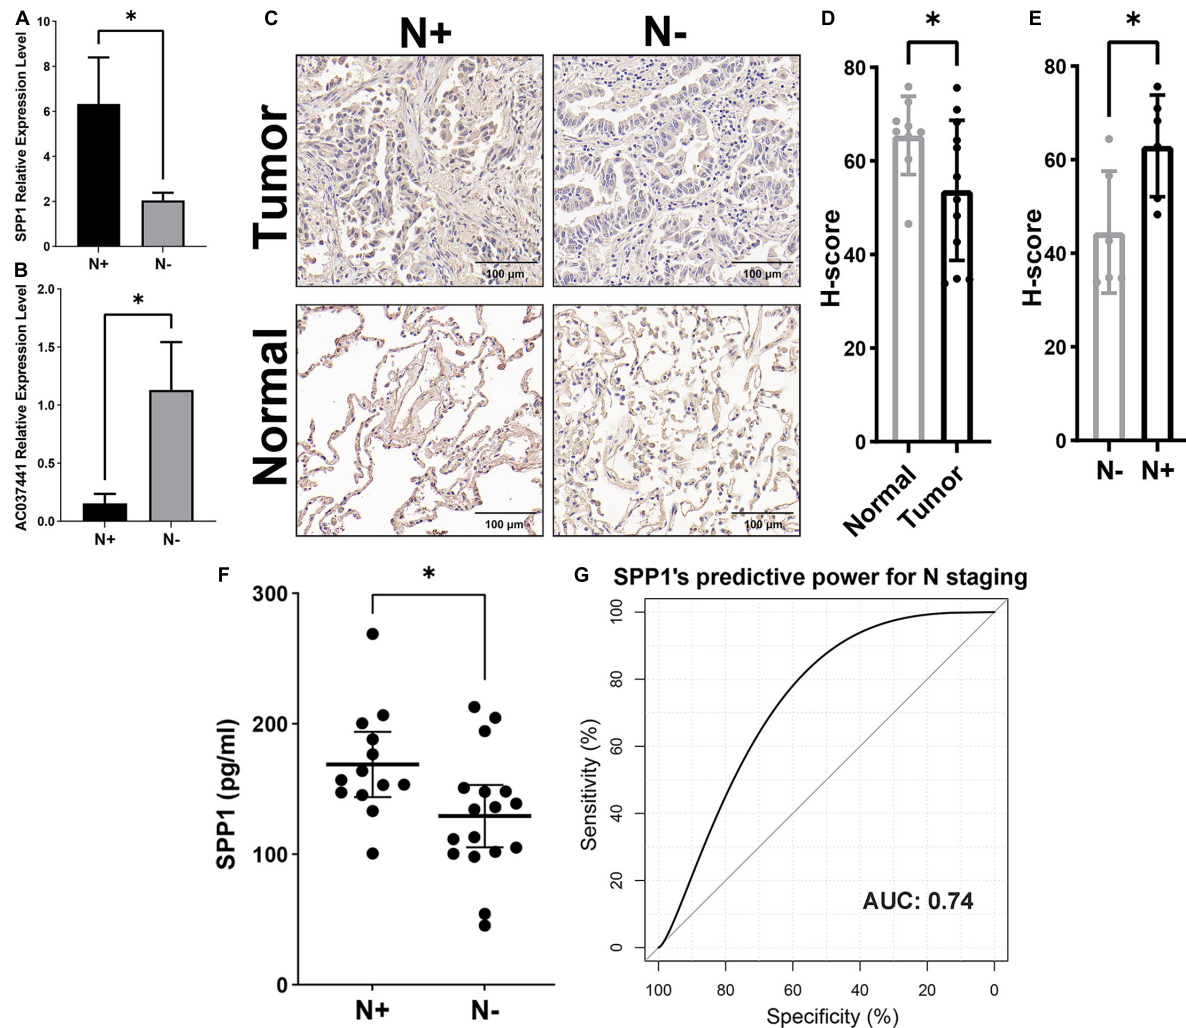 A
SPP1 Relative Expression Level
10
8
6
4
2
0
*
N+ N-
B
AC037441 Relative Expression Level
2.0
1.5
1.0
0.5
0.0
*
N+ N-
C
N+ N-
Tumor
100 μm
100 μm
Normal
100 μm
100 μm
D
*
H-score
80
60
40
20
0
Normal Tumor
E
*
H-score
80
60
40
20
0
N- N+
F
*
SPP1 (pg/ml)
300
200
100
0
N+ N-
G
SPP1's predictive power for N staging
Sensitivity (%)
100
80
60
40
20
0
AUC: 0.74
100 80 60 40 20 0
Specificity (%)